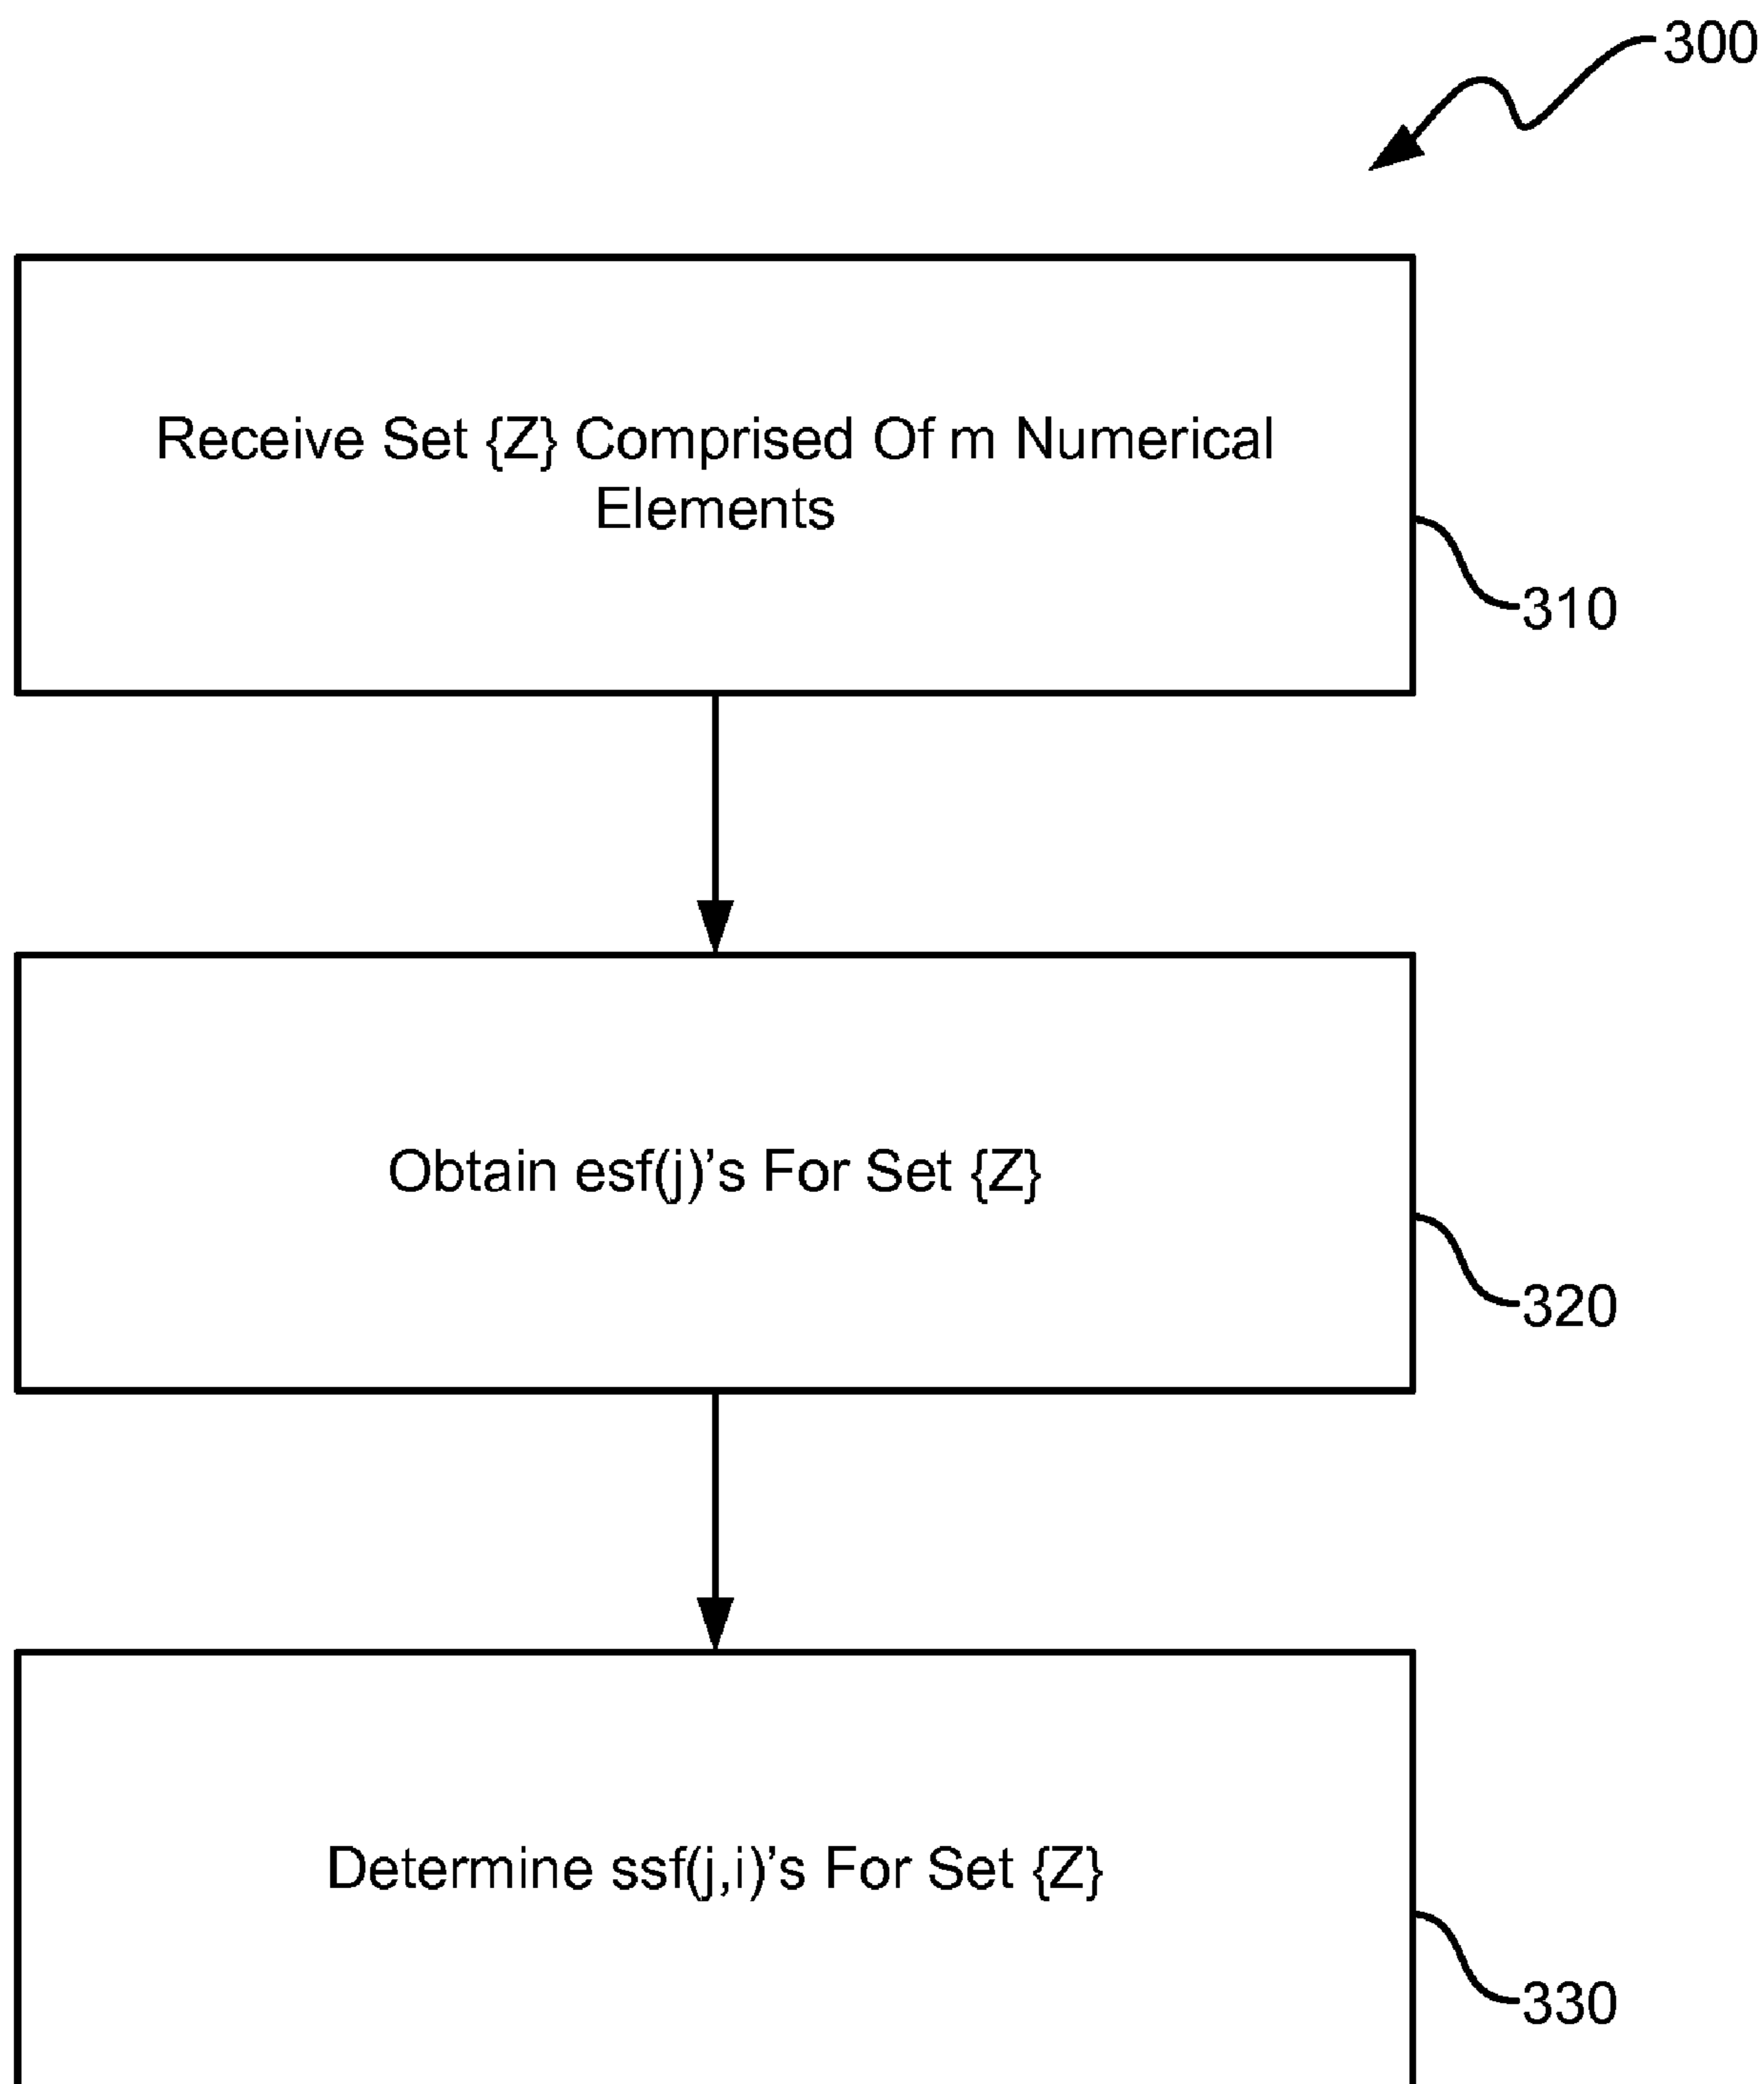 300
Receive Set {Z} Comprised Of m Numerical
Elements
310
Obtain esf(j)’s For Set {Z}
320
Determine ssf(j,i)’s For Set {Z}
330